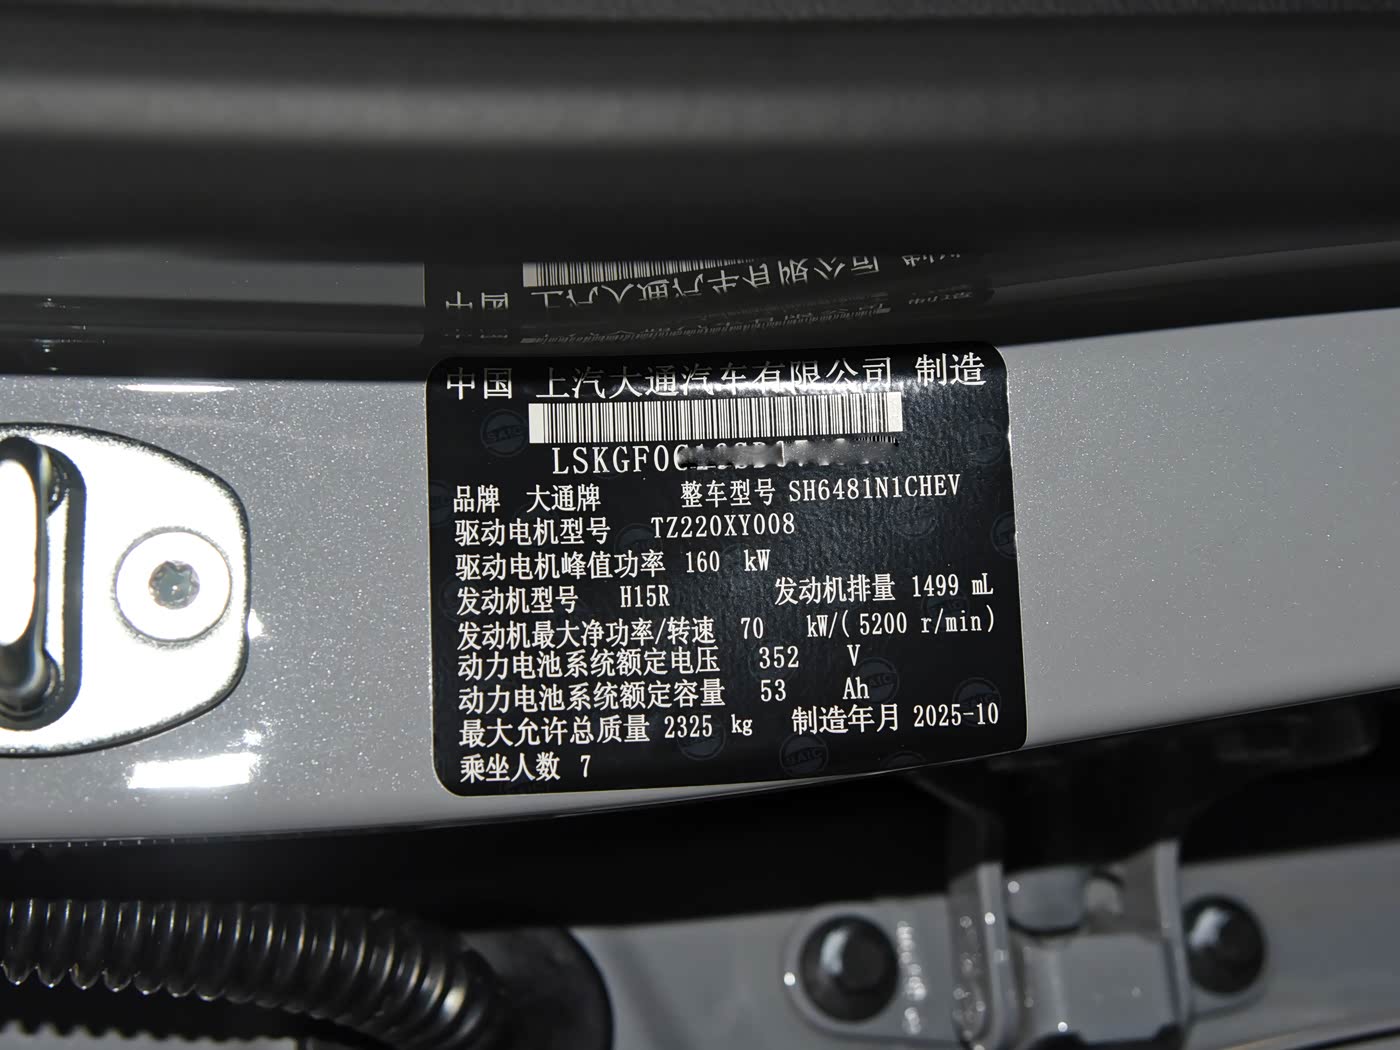 中国 上汽大通汽车有限公司 制造
LSKGF0C
品牌 大通牌 整车型号 SH6481N1CHEV
驱动电机型号 TZ220XY008
驱动电机峰值功率 160 kW
发动机型号 H15R 发动机排量 1499 mL
发动机最大净功率/转速 70 kW/( 5200 r/min)
动力电池系统额定电压 352 V
动力电池系统额定容量 53 Ah
最大允许总质量 2325 kg 制造年月 2025-10
乘坐人数 7